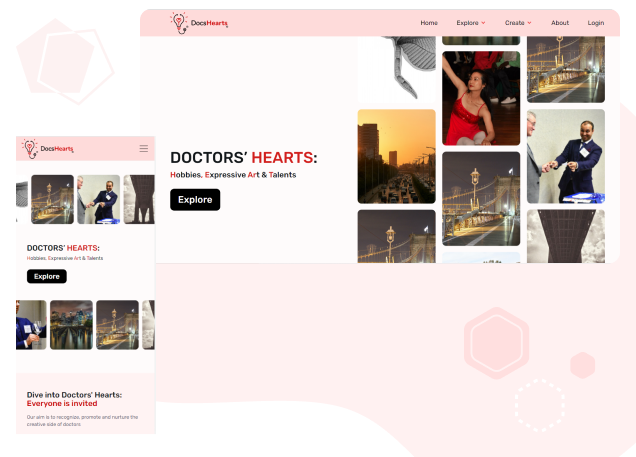 DocsHearts
Home
Explore
Create
About
Login
DOCTORS' HEARTS:
Hobbies, Expressive Art & Talents
Explore
DocsHearts
DOCTORS' HEARTS:
Hobbies, Expressive Art & Talents
Explore
Dive into Doctors' Hearts:
Everyone is invited
Our aim is to recognize, promote and nurture the
creative side of doctors